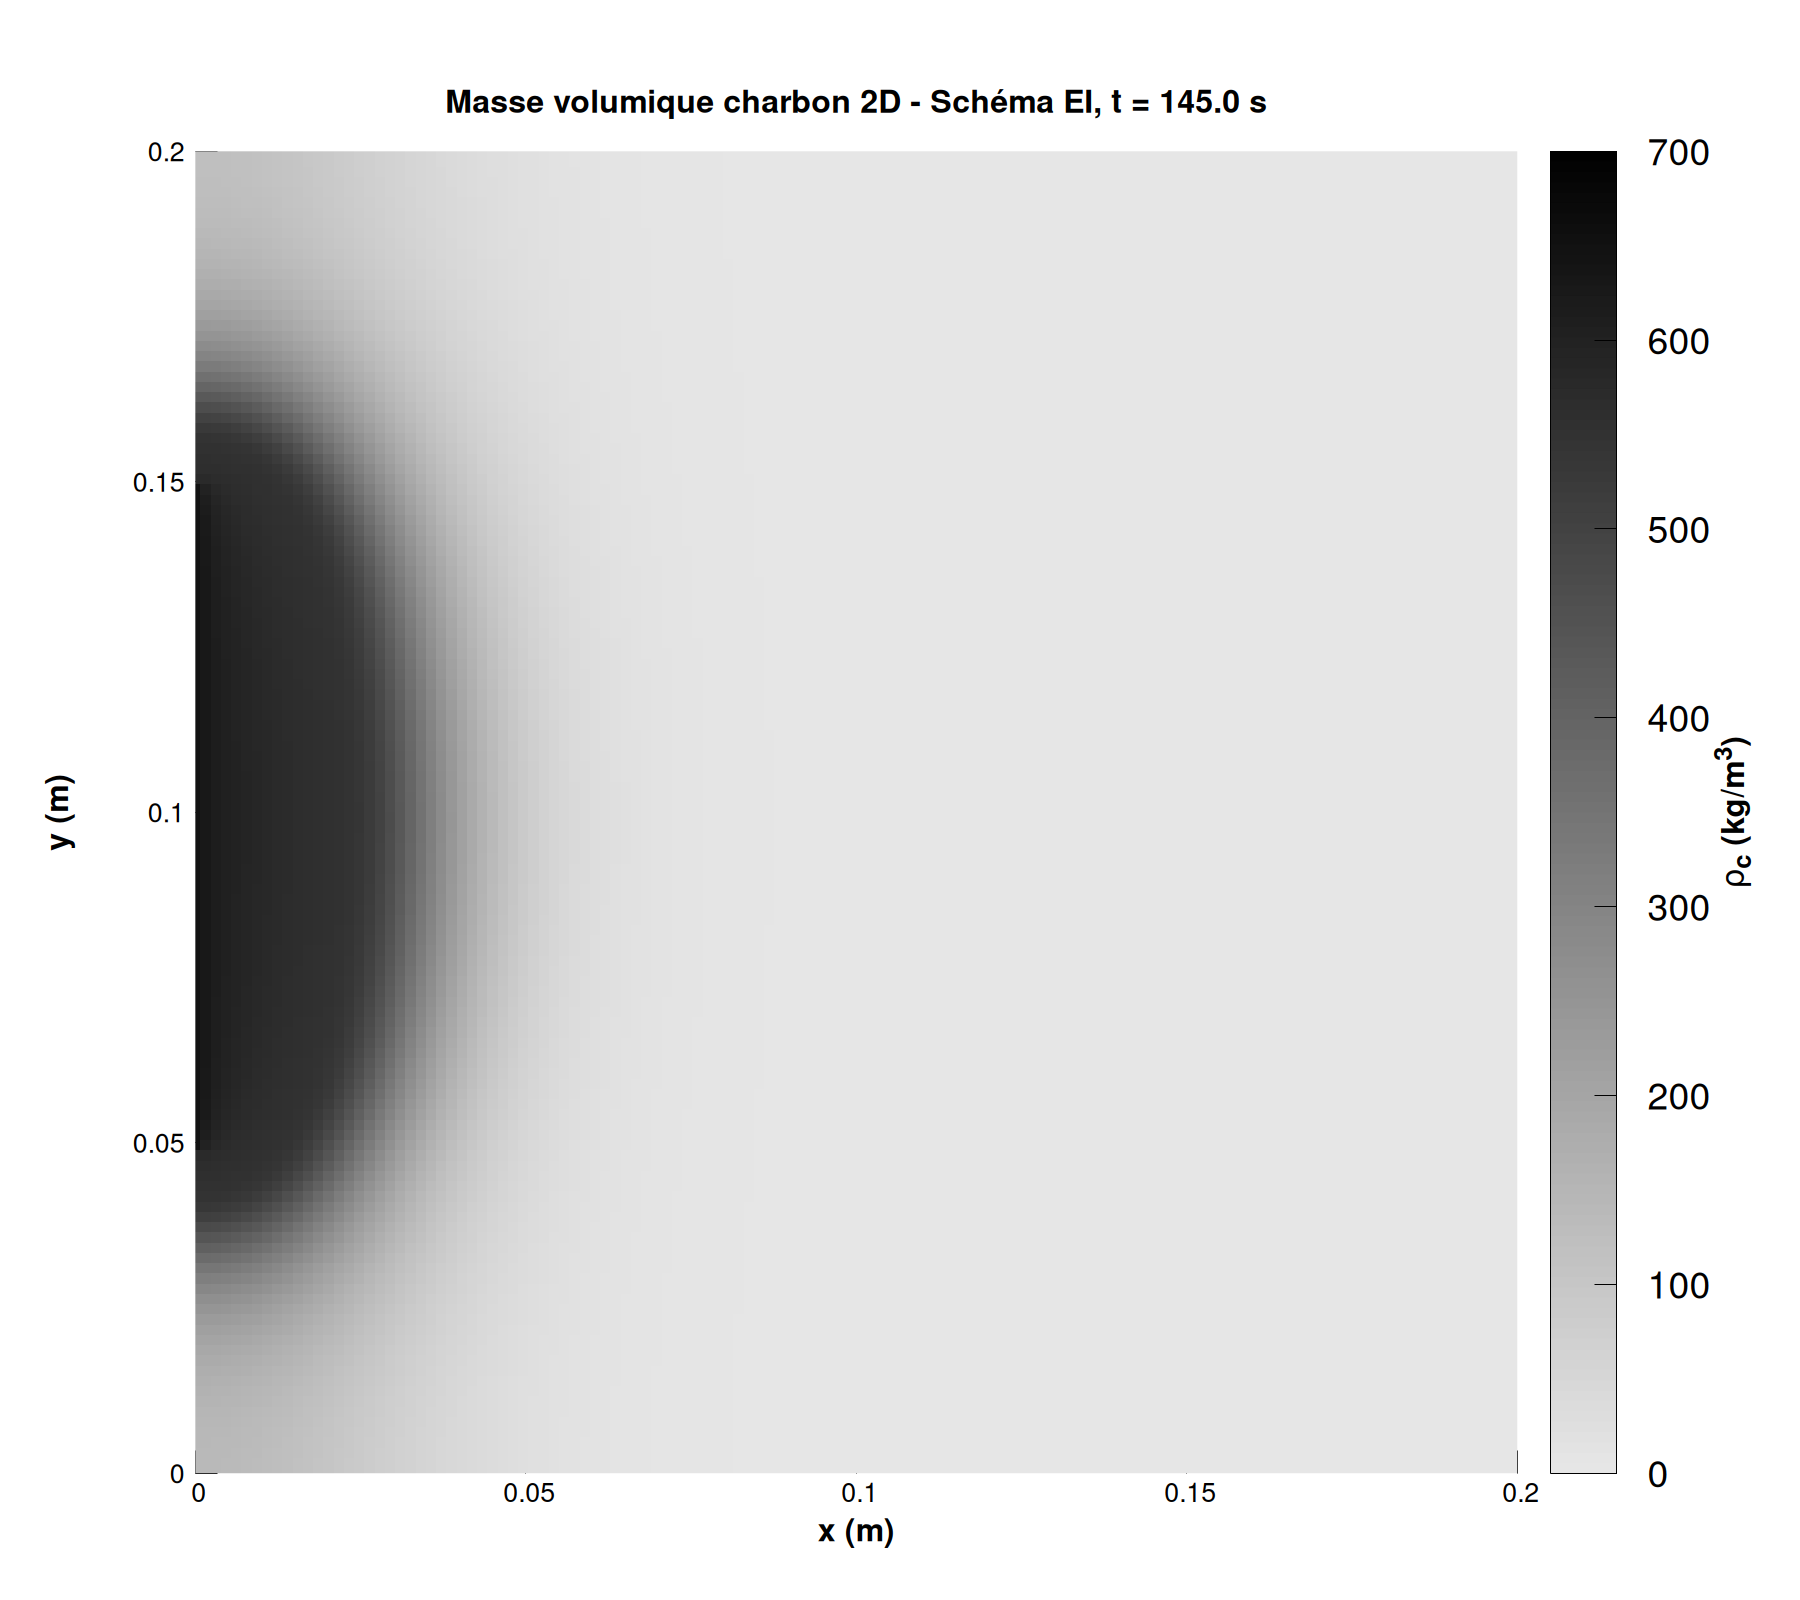 Masse volumique charbon 2D - Schéma EI, t = 145.0 s
0.2
0.15
0.1
0.05
0
y (m)
0 0.05 0.1 0.15 0.2
x (m)
700
600
500
400
300
200
100
0
ρc (kg/m³)